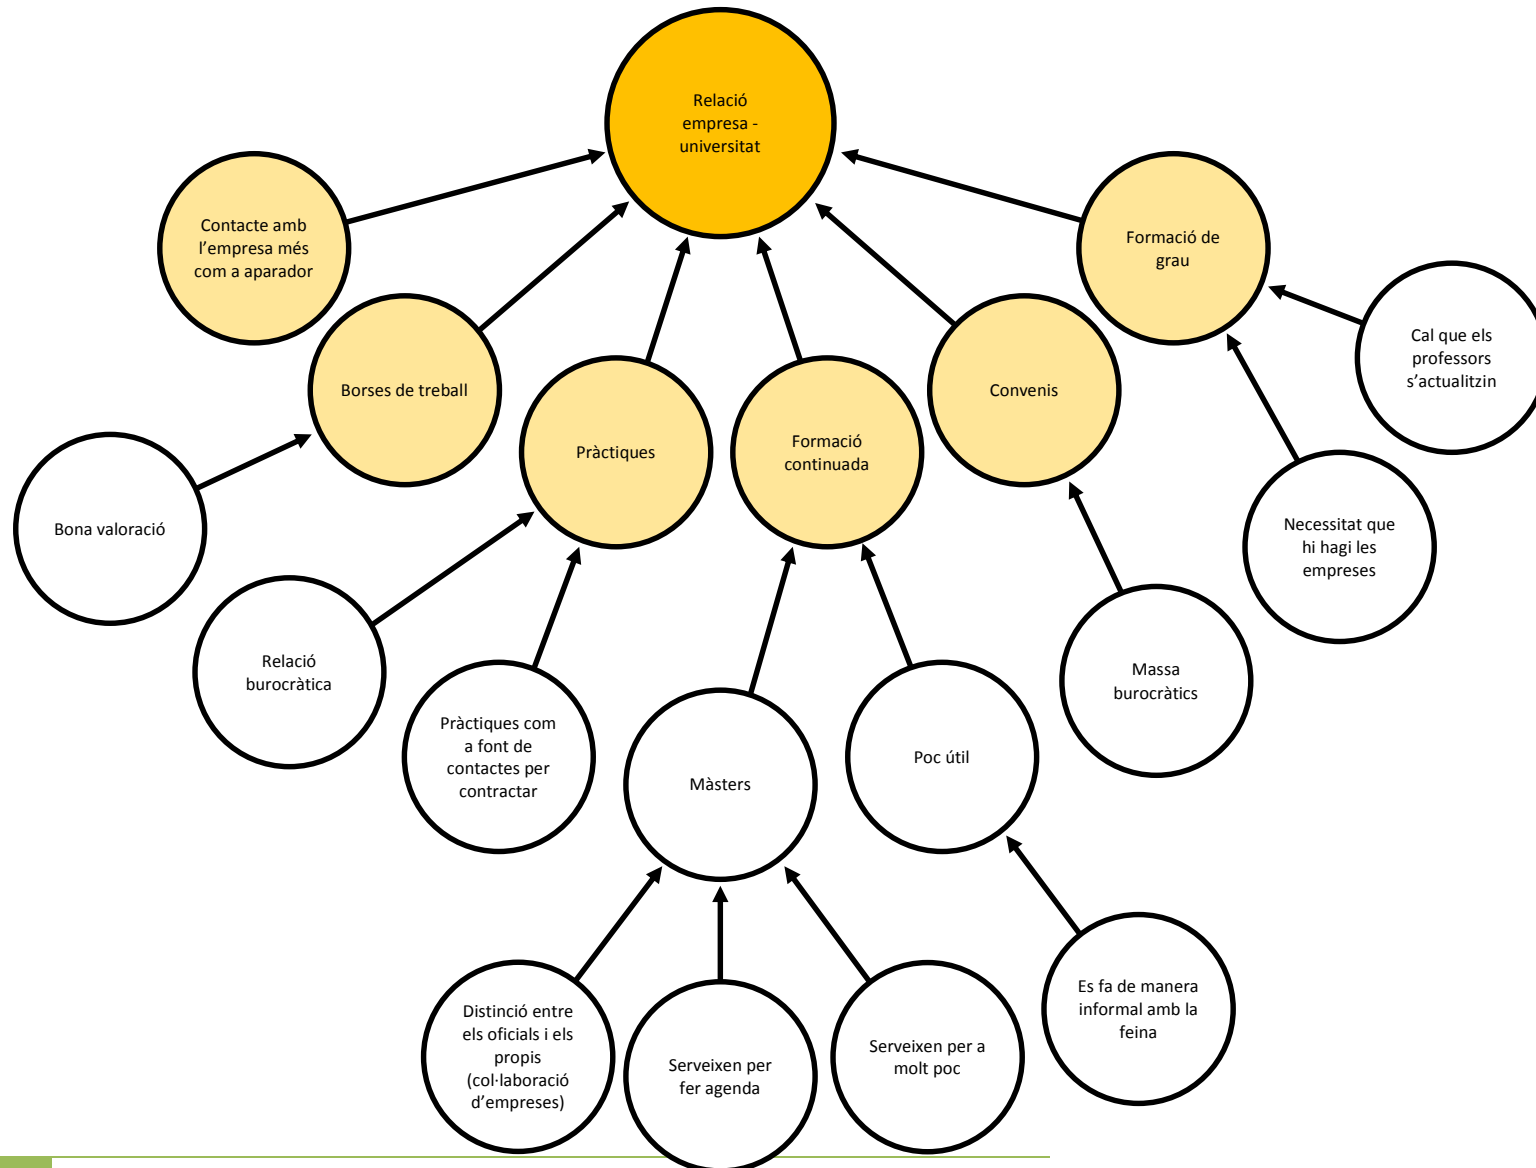 Relació
empresa -
universitat
Contacte amb
l’empresa més
com a aparador
Formació de
grau
Cal que els
professors
s’actualitzin
Borses de treball
Convenis
Pràctiques
Formació
continuada
Bona valoració
Necessitat que
hi hagi les
empreses
Relació
burocràtica
Massa
burocràtics
Pràctiques com
a font de
contactes per
contractar
Màsters
Poc útil
Distinció entre
els oficials i els
propis
(col·laboració
d’empreses)
Serveixen per
fer agenda
Serveixen per a
molt poc
Es fa de manera
informal amb la
feina